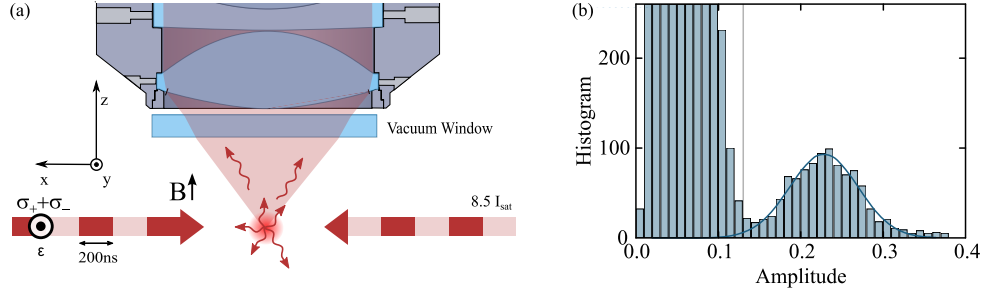 (a)
Vacuum Window
z
x
y
B
σ₊+σ₋
8.5 I_sat
ε
200ns
(b)
Histogram
200
100
0
0.0
0.1
0.2
0.3
0.4
Amplitude